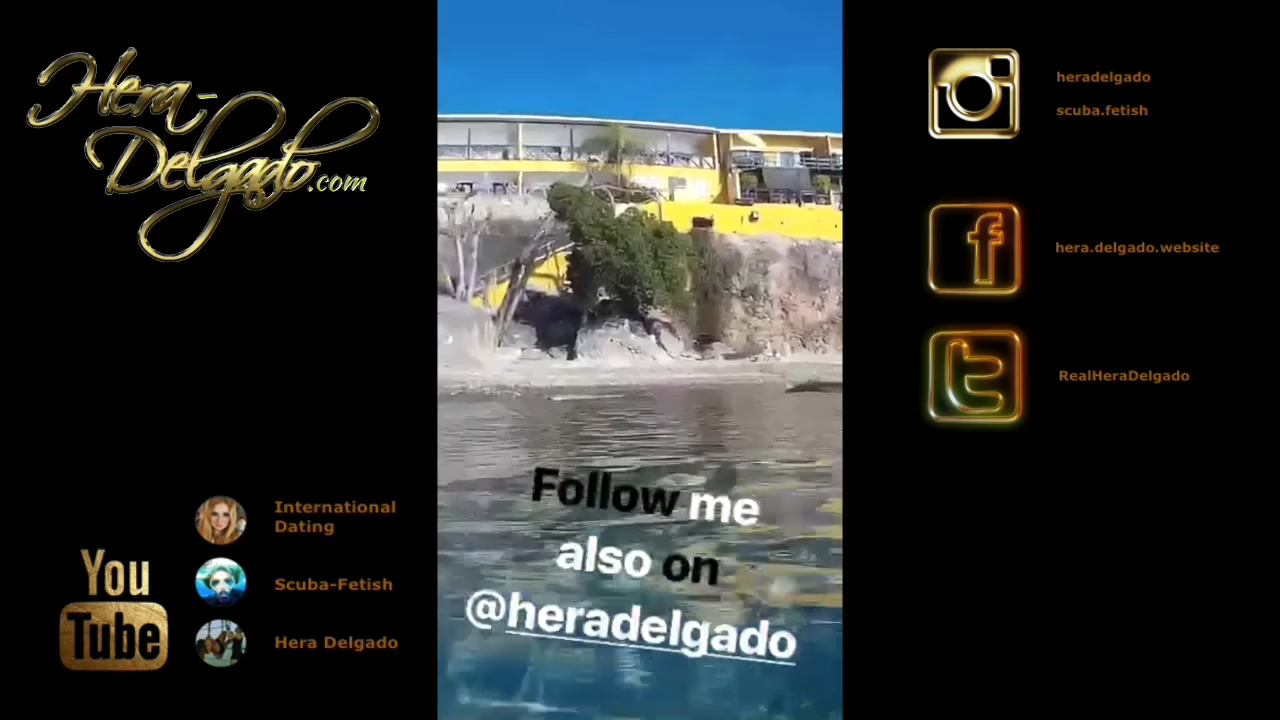 Hera-
Delgado.com
heradelgado
scuba.fetish
hera.delgado.website
RealHeraDelgado
Follow me
also on
@heradelgado
International
Dating
Scuba-Fetish
Hera Delgado
You
Tube